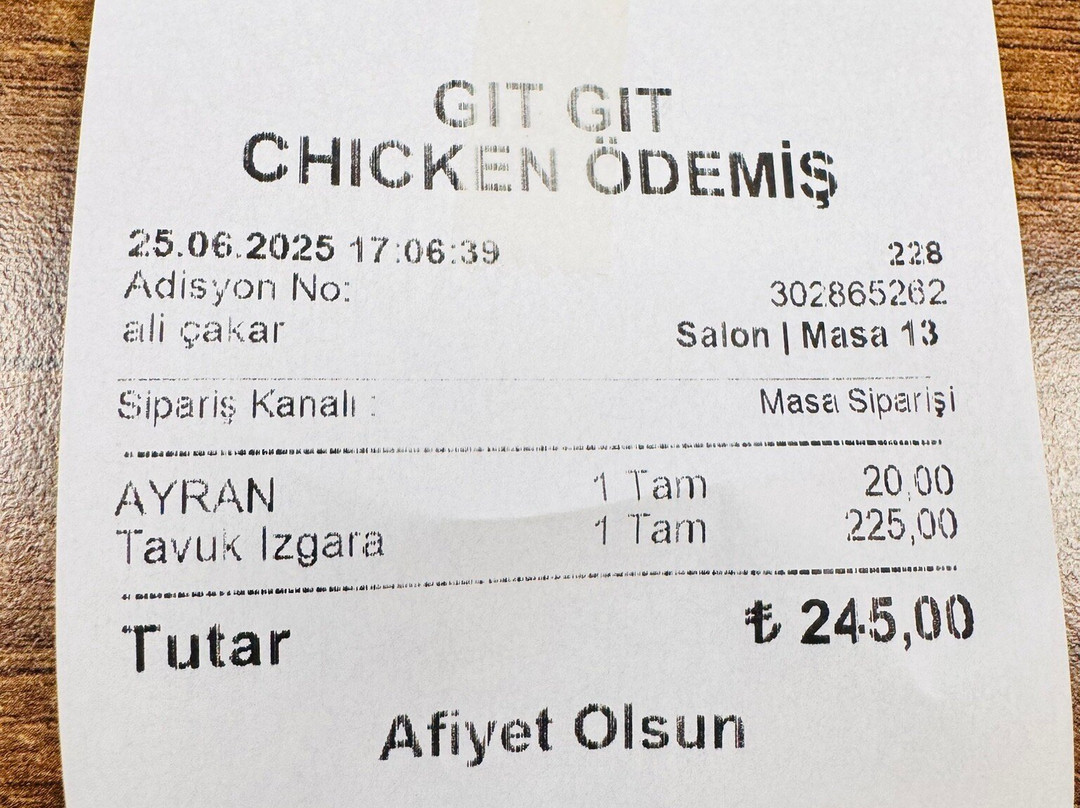 GIT GIT
CHICKEN ÖDEMİŞ
25.06.2025 17:06:39 228
Adisyon No: 302865262
ali çakar Salon | Masa 13
Sipariş Kanalı : Masa Siparişi
AYRAN 1 Tam 20,00
Tavuk Izgara 1 Tam 225,00
Tutar ₺ 245,00
Afiyet Olsun